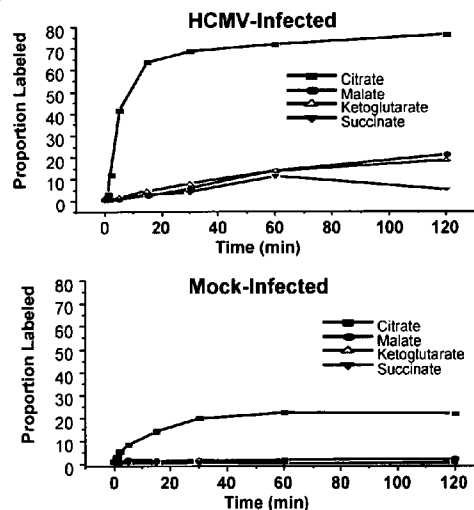 HCMV-Infected
80
70
60
50
40
30
20
10
0
Proportion Labeled
Citrate
Malate
Ketoglutarate
Succinate
0 20 40 60 80 100 120
Time (min)
Mock-Infected
80
70
60
50
40
30
20
10
0
Proportion Labeled
Citrate
Malate
Ketoglutarate
Succinate
0 20 40 60 80 100 120
Time (min)